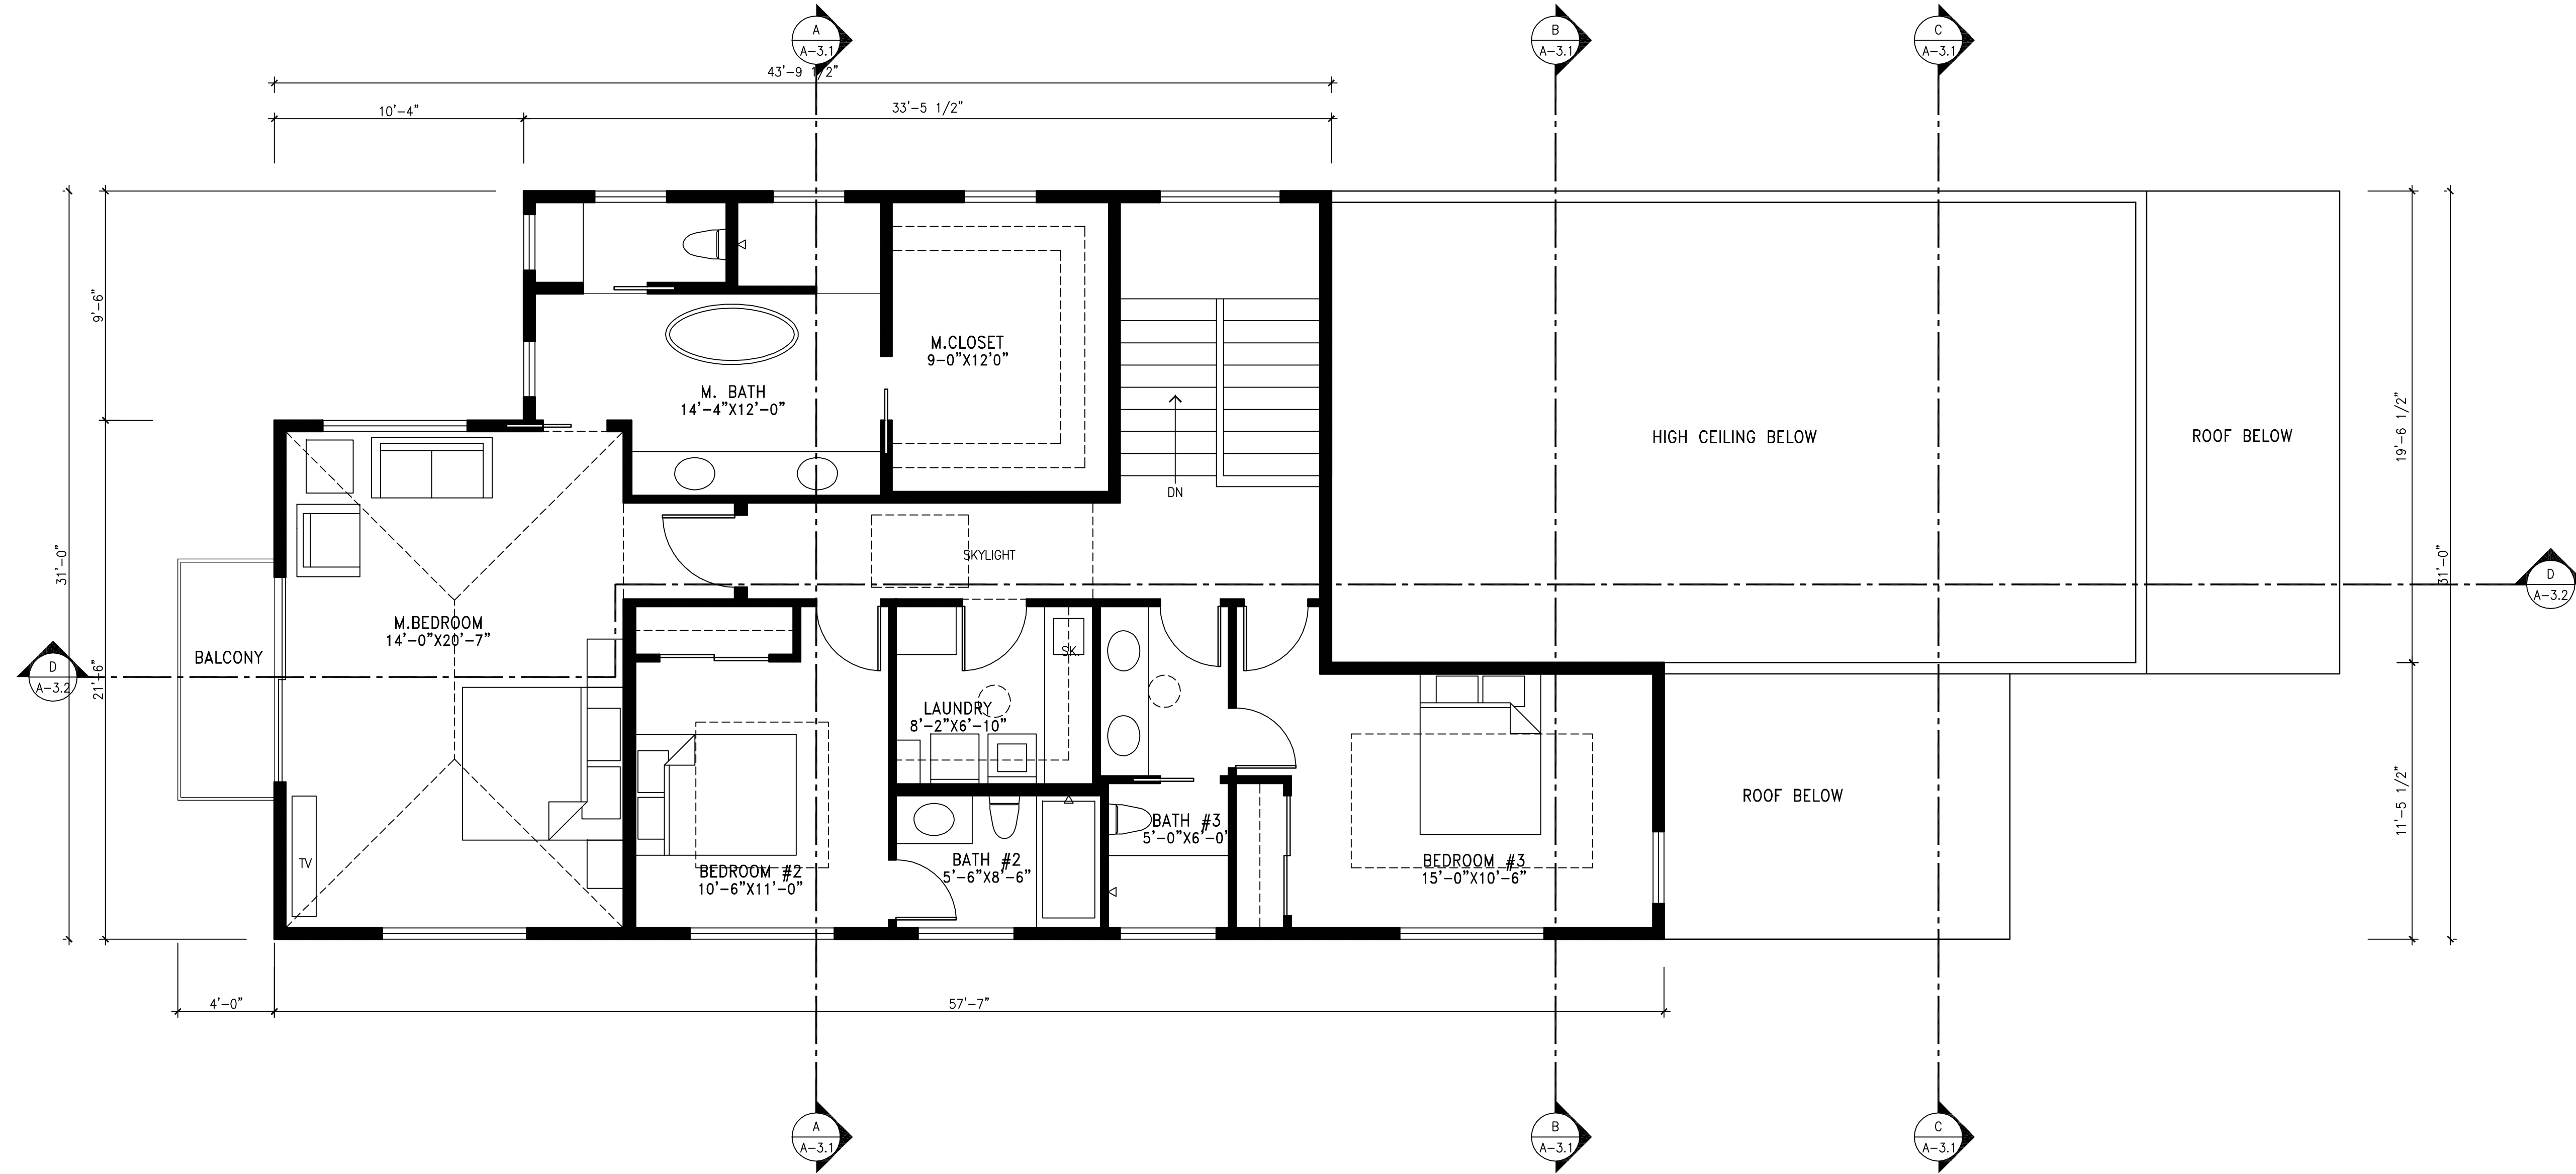 A
A-3.1
B
A-3.1
C
A-3.1
43'-9 1/2"
10'-4"
33'-5 1/2"
9'-6"
M.CLOSET
9-0"X12'0"
M. BATH
14'-4"X12'-0"
HIGH CEILING BELOW
ROOF BELOW
19'-6 1/2"
DN
SKYLIGHT
31'-0"
31'-0"
D
A-3.2
M.BEDROOM
14'-0"X20'-7"
BALCONY
SK.
D
A-3.2
21'-6"
LAUNDRY
8'-2"X6'-10"
ROOF BELOW
11'-5 1/2"
BATH #3
5'-0"X6'-0"
TV
BATH #2
5'-6"X8'-6"
BEDROOM #2
10'-6"X11'-0"
BEDROOM #3
15'-0"X10'-6"
4'-0"
57'-7"
A
A-3.1
B
A-3.1
C
A-3.1